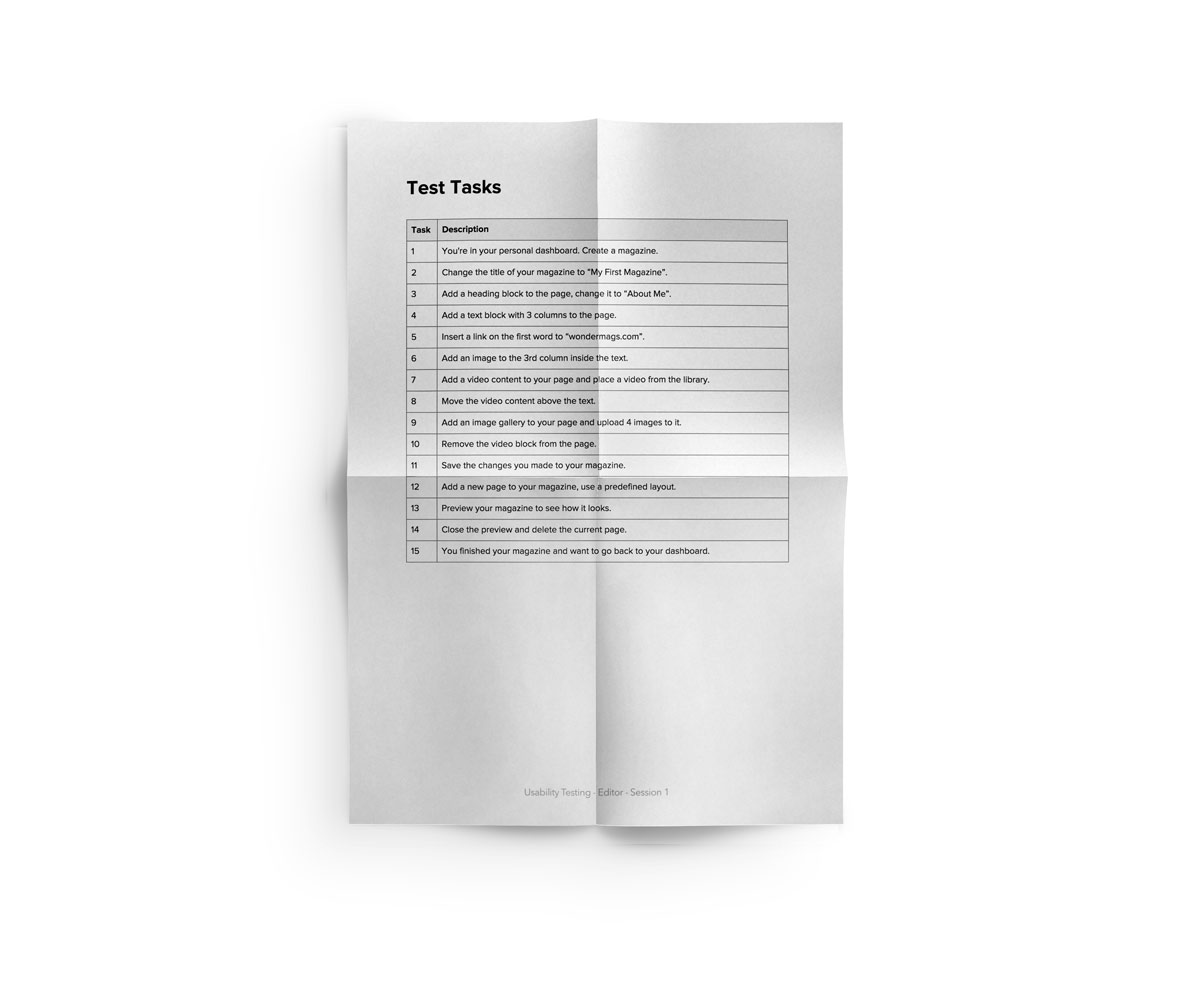 Test Tasks
Task Description
1 You're in your personal dashboard. Create a magazine.
2 Change the title of your magazine to "My First Magazine".
3 Add a heading block to the page, change it to "About Me".
4 Add a text block with 3 columns to the page.
5 Insert a link on the first word to "wondermags.com".
6 Add an image to the 3rd column inside the text.
7 Add a video content to your page and place a video from the library.
8 Move the video content above the text.
9 Add an image gallery to your page and upload 4 images to it.
10 Remove the video block from the page.
11 Save the changes you made to your magazine.
12 Add a new page to your magazine, use a predefined layout.
13 Preview your magazine to see how it looks.
14 Close the preview and delete the current page.
15 You finished your magazine and want to go back to your dashboard.
Usability Testing - Editor - Session 1